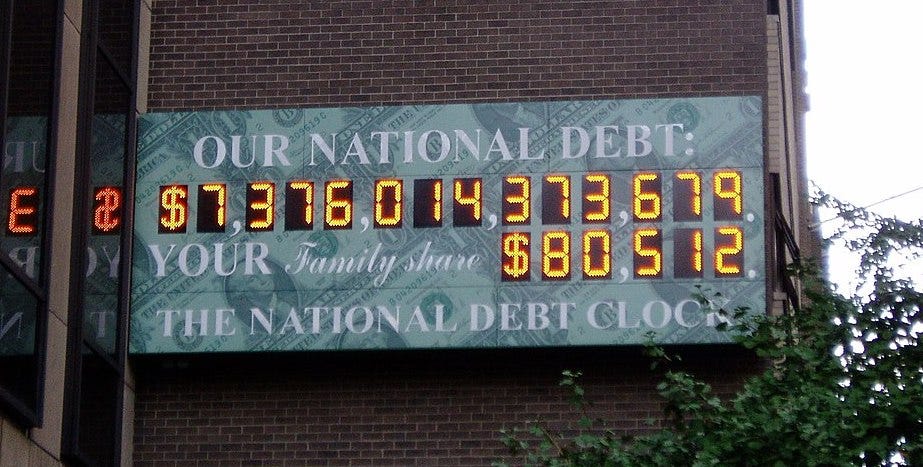 OUR NATIONAL DEBT:
$7,376,014,373,679.
YOUR Family share $80,512.
THE NATIONAL DEBT CLOCK